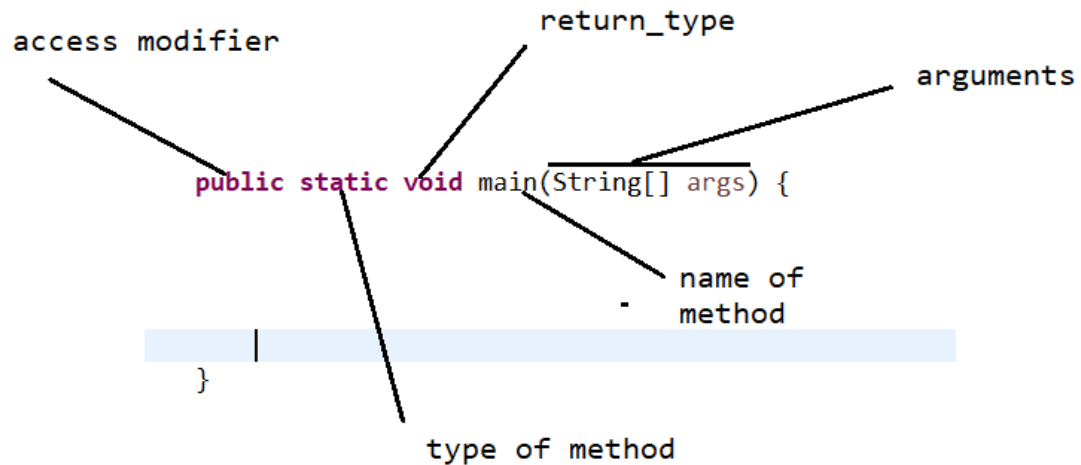 return_type
access modifier
arguments
public static void main(String[] args) {
name of
method
}
type of method